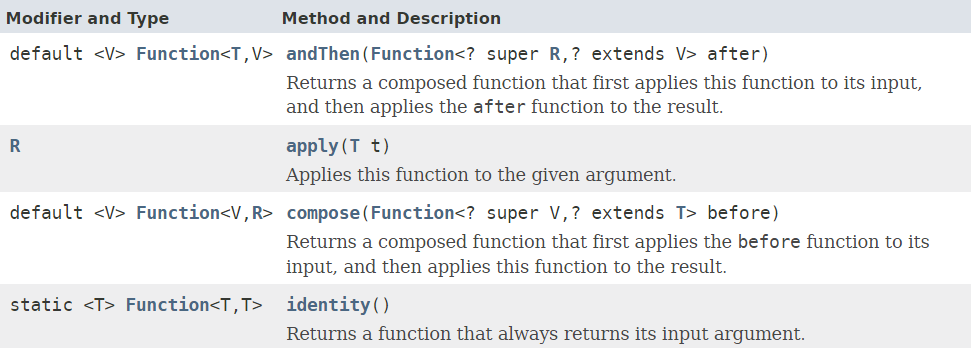 Modifier and Type Method and Description
default <V> Function<T,V> andThen(Function<? super R,? extends V> after)
Returns a composed function that first applies this function to its input,
and then applies the after function to the result.
R apply(T t)
Applies this function to the given argument.
default <V> Function<V,R> compose(Function<? super V,? extends T> before)
Returns a composed function that first applies the before function to its
input, and then applies this function to the result.
static <T> Function<T,T> identity()
Returns a function that always returns its input argument.